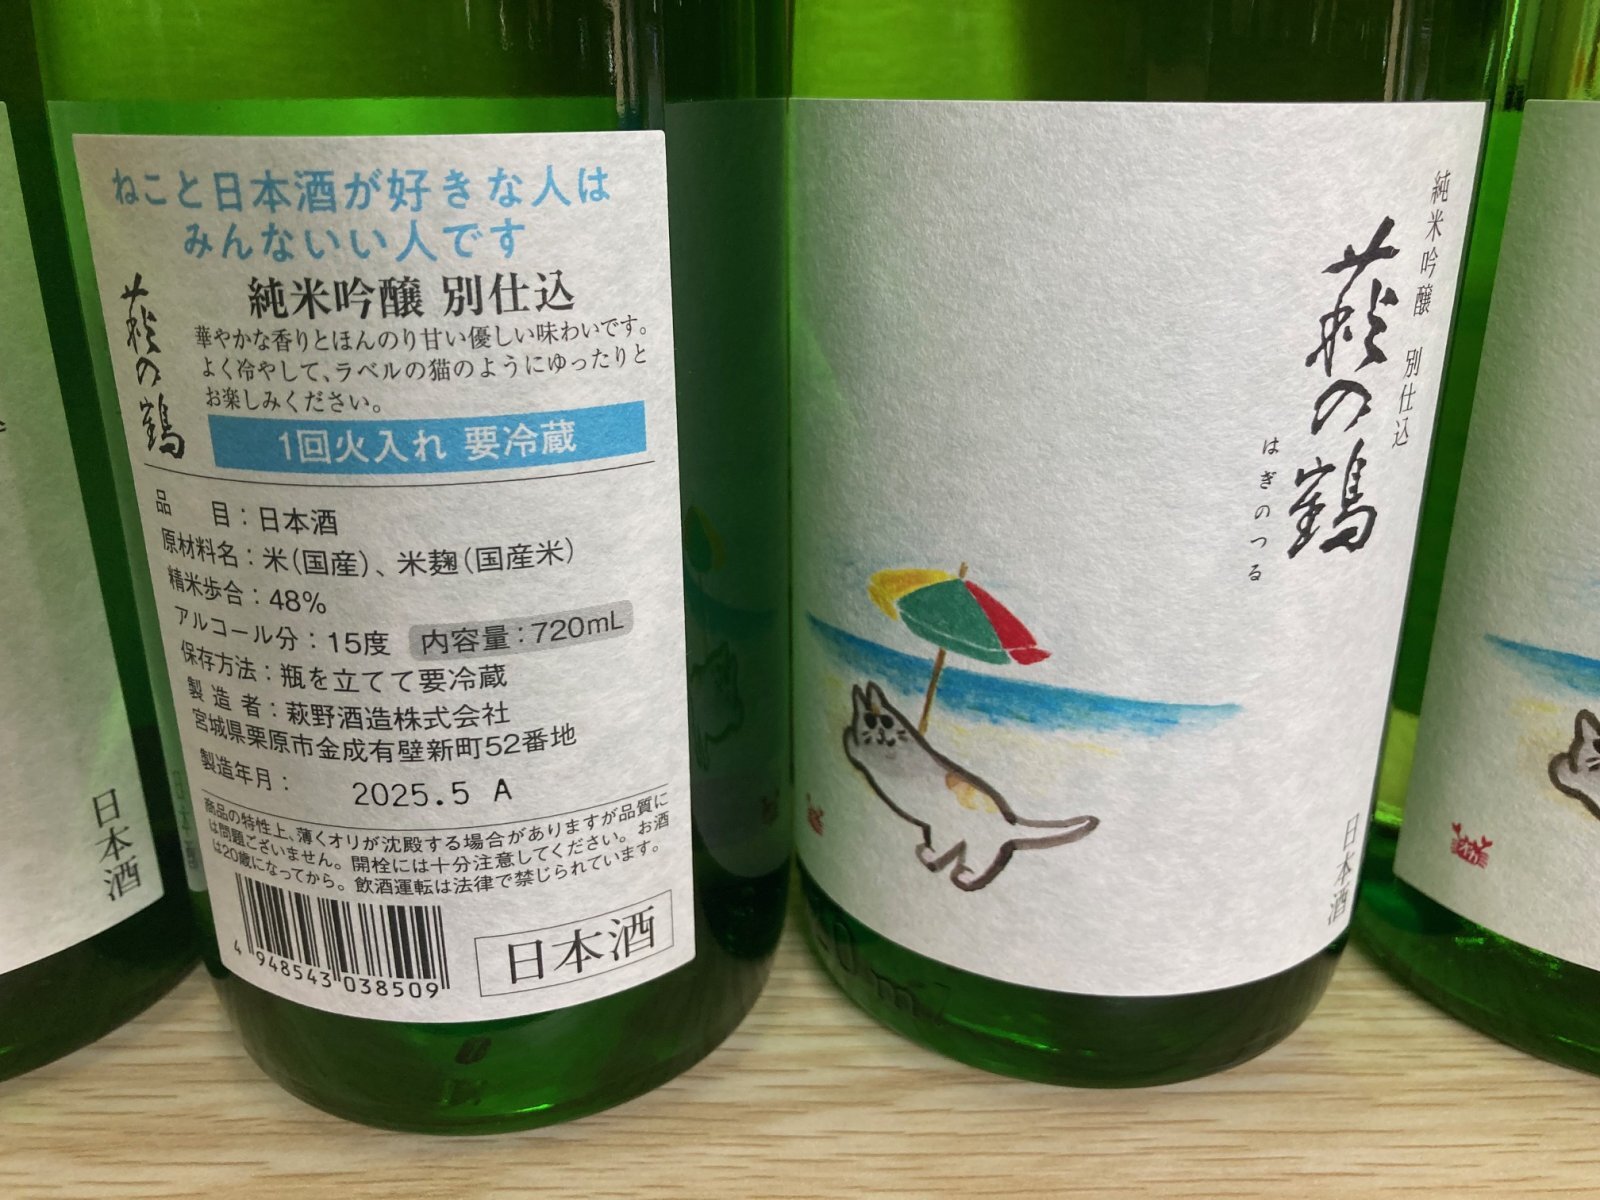 ねこと日本酒が好きな人は
みんないい人です
萩の鶴
純米吟醸 別仕込
華やかな香りとほんのり甘い優しい味わいです。
よく冷やして、ラベルの猫のようにゆったりと
お楽しみください。
1回火入れ 要冷蔵
品 目：日本酒
原材料名：米(国産)、米麹(国産米)
精米歩合：48%
アルコール分：15度 内容量：720mL
保存方法：瓶を立てて要冷蔵
製造者：萩野酒造株式会社
宮城県栗原市金成有壁新町52番地
製造年月： 2025.5 A
商品の特性上、薄くオリが沈殿する場合がありますが品質に
は問題ございません。開栓には十分注意してください。お酒
は20歳になってから。飲酒運転は法律で禁じられています。
4 948543 038509
日本酒
純米吟醸 別仕込
萩の鶴
はぎのつる
日本酒
日本酒